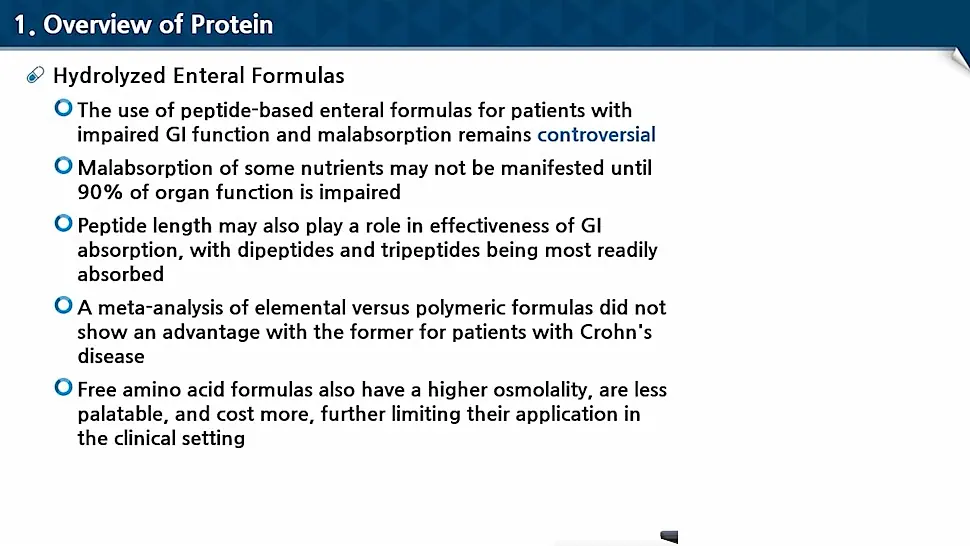 1. Overview of Protein
Hydrolyzed Enteral Formulas
The use of peptide-based enteral formulas for patients with
impaired GI function and malabsorption remains controversial
Malabsorption of some nutrients may not be manifested until
90% of organ function is impaired
Peptide length may also play a role in effectiveness of GI
absorption, with dipeptides and tripeptides being most readily
absorbed
A meta-analysis of elemental versus polymeric formulas did not
show an advantage with the former for patients with Crohn's
disease
Free amino acid formulas also have a higher osmolality, are less
palatable, and cost more, further limiting their application in
the clinical setting